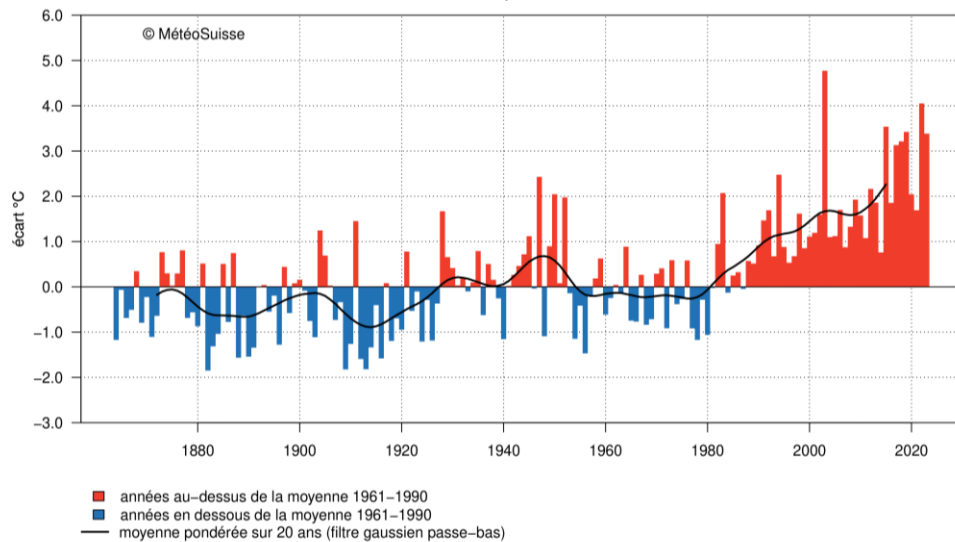 6.0
© MétéoSuisse
5.0
4.0
3.0
2.0
écart °C
1.0
0.0
−1.0
−2.0
−3.0
1880 1900 1920 1940 1960 1980 2000 2020
années au−dessus de la moyenne 1961−1990
années en dessous de la moyenne 1961−1990
moyenne pondérée sur 20 ans (filtre gaussien passe−bas)